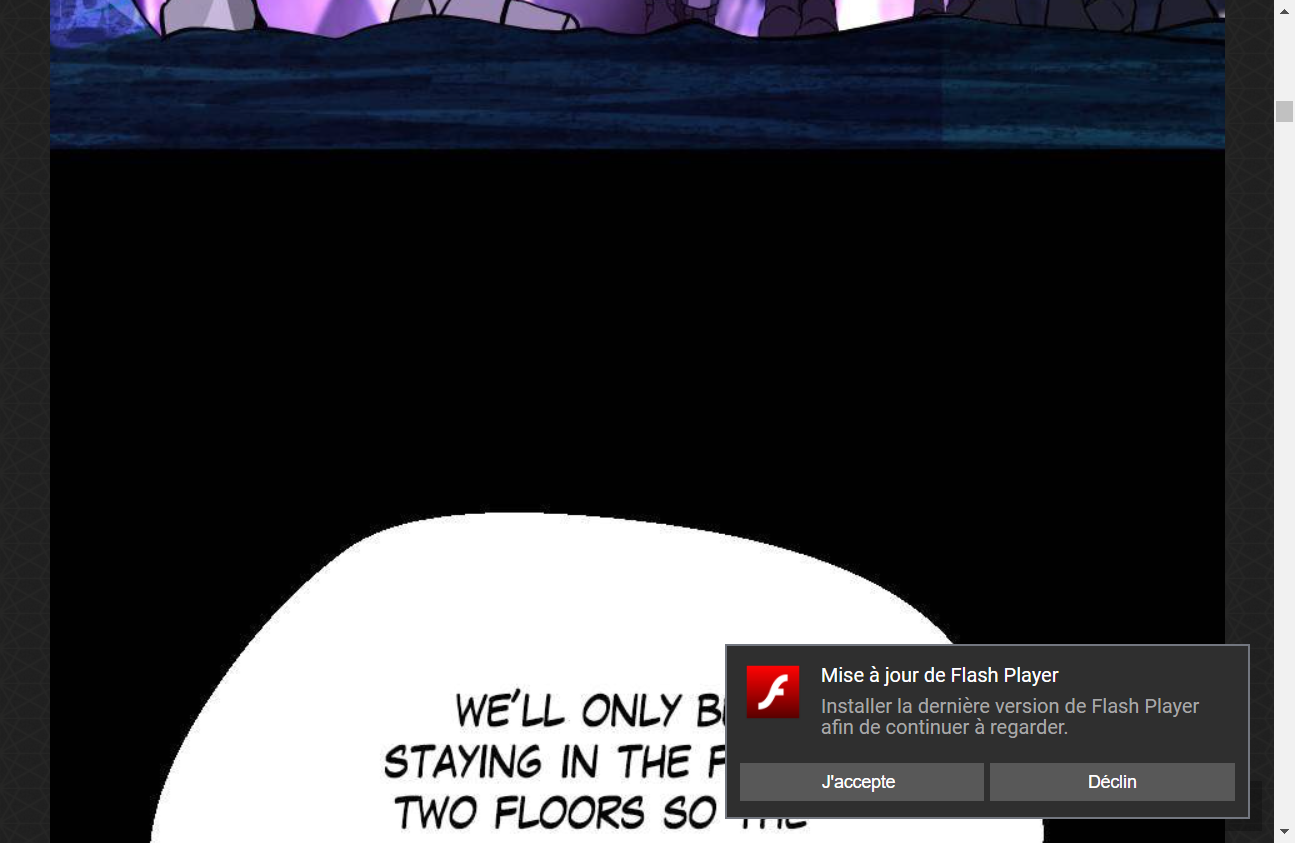 WE'LL ONLY
STAYING IN THE
TWO FLOORS SO THE
Mise à jour de Flash Player
Installer la dernière version de Flash Player
afin de continuer à regarder.
J'accepte
Déclin